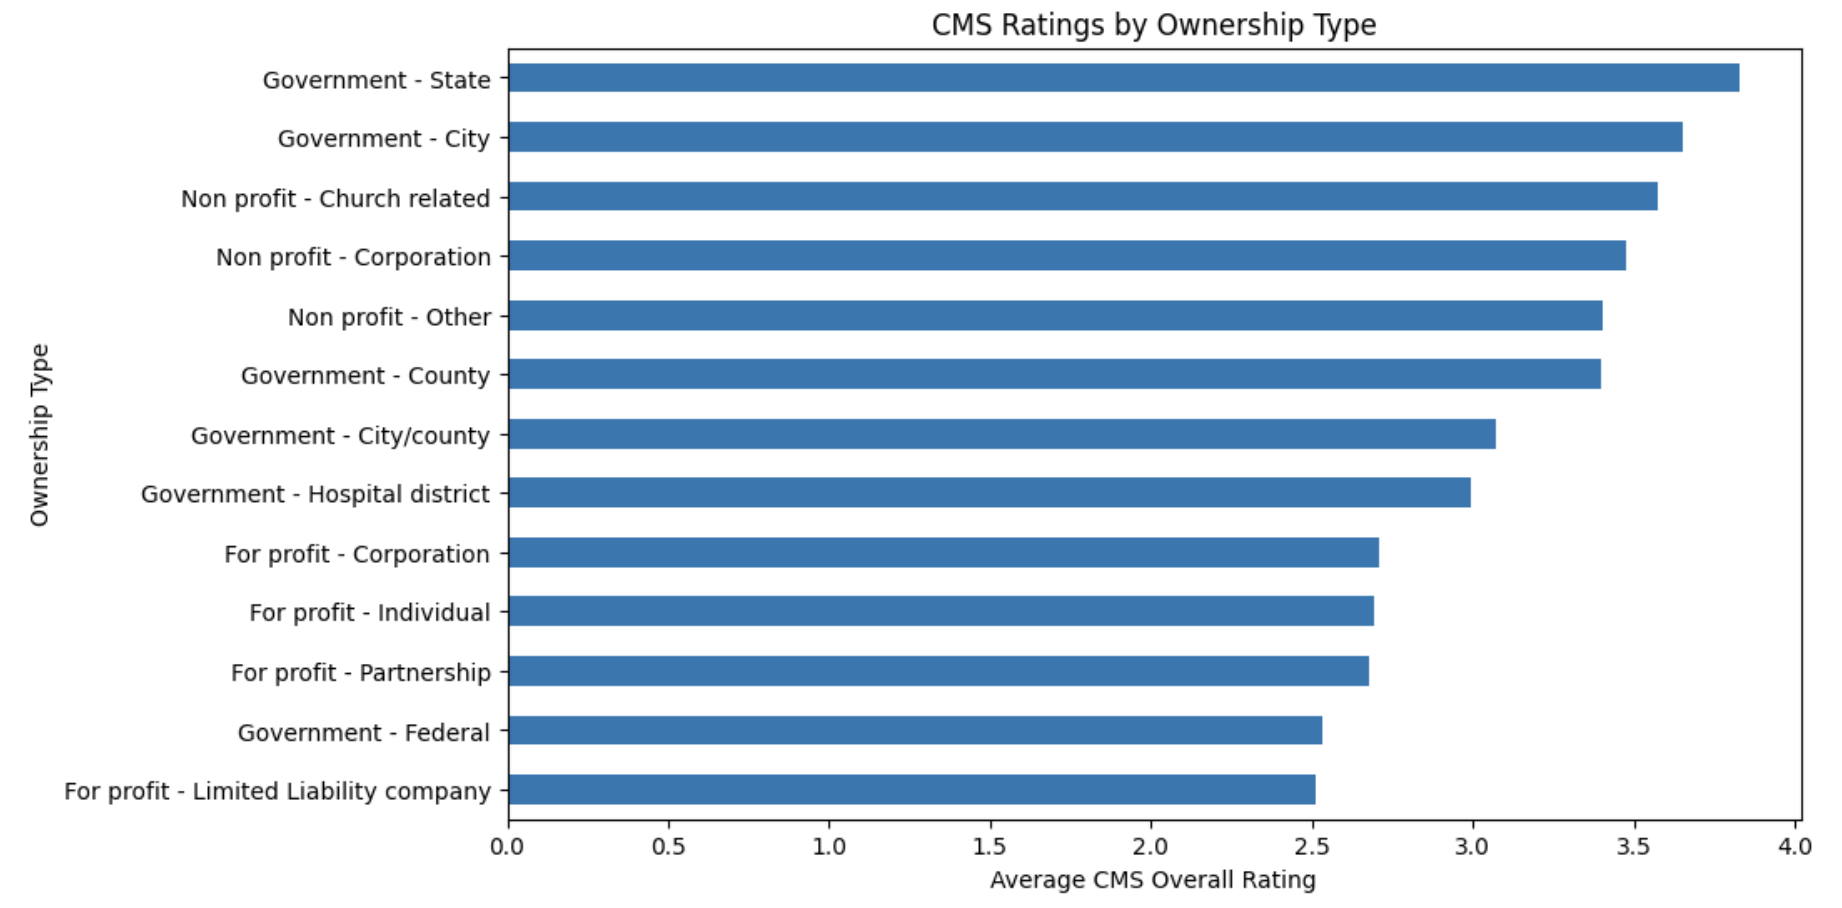 CMS Ratings by Ownership Type
Government - State
Government - City
Non profit - Church related
Non profit - Corporation
Non profit - Other
Government - County
Government - City/county
Government - Hospital district
For profit - Corporation
For profit - Individual
For profit - Partnership
Government - Federal
For profit - Limited Liability company
Ownership Type
0.0 0.5 1.0 1.5 2.0 2.5 3.0 3.5 4.0
Average CMS Overall Rating